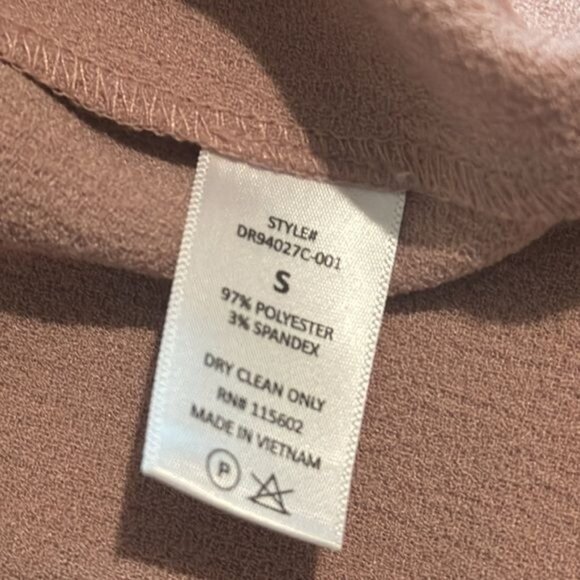 STYLE#
DR94027C-001
S
97% POLYESTER
3% SPANDEX
DRY CLEAN ONLY
RN# 115602
MADE IN VIETNAM
P